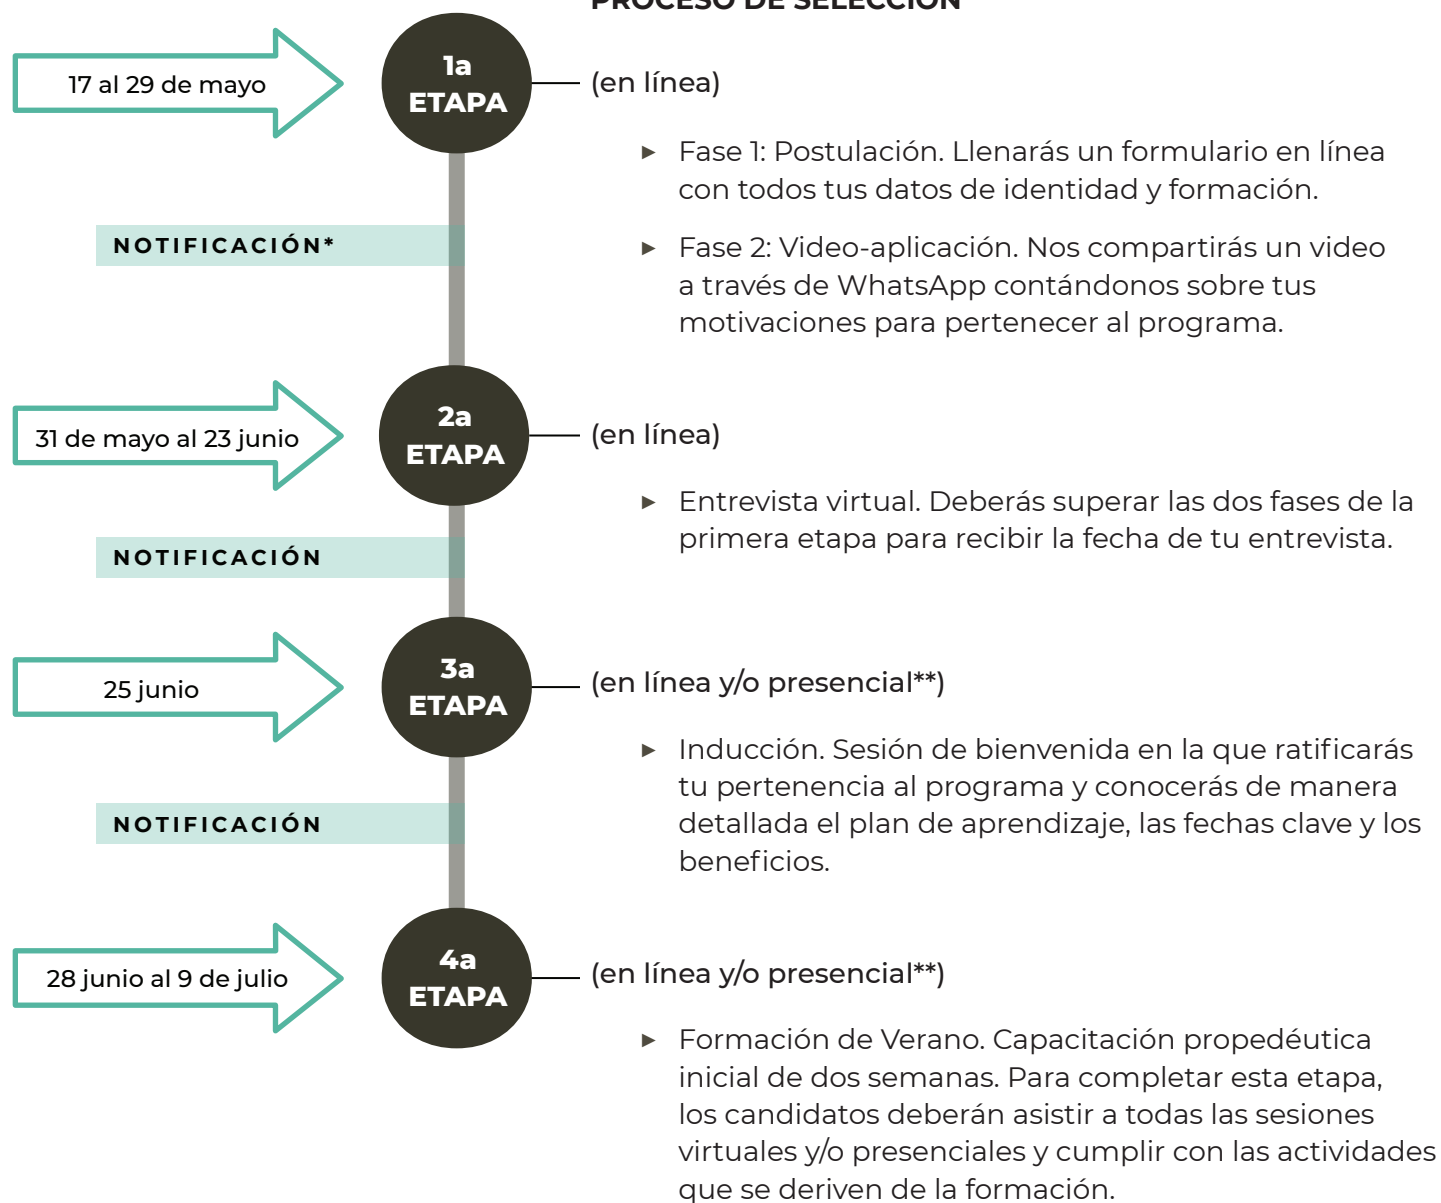 PROCESO DE SELECCIÓN
17 al 29 de mayo
1a
ETAPA
(en línea)
► Fase 1: Postulación. Llenarás un formulario en línea
con todos tus datos de identidad y formación.
NOTIFICACIÓN*
► Fase 2: Video-aplicación. Nos compartirás un video
a través de WhatsApp contándonos sobre tus
motivaciones para pertenecer al programa.
31 de mayo al 23 junio
2a
ETAPA
(en línea)
► Entrevista virtual. Deberás superar las dos fases de la
primera etapa para recibir la fecha de tu entrevista.
NOTIFICACIÓN
25 junio
3a
ETAPA
(en línea y/o presencial**)
► Inducción. Sesión de bienvenida en la que ratificarás
tu pertenencia al programa y conocerás de manera
detallada el plan de aprendizaje, las fechas clave y los
beneficios.
NOTIFICACIÓN
28 junio al 9 de julio
4a
ETAPA
(en línea y/o presencial**)
► Formación de Verano. Capacitación propedéutica
inicial de dos semanas. Para completar esta etapa,
los candidatos deberán asistir a todas las sesiones
virtuales y/o presenciales y cumplir con las actividades
que se deriven de la formación.